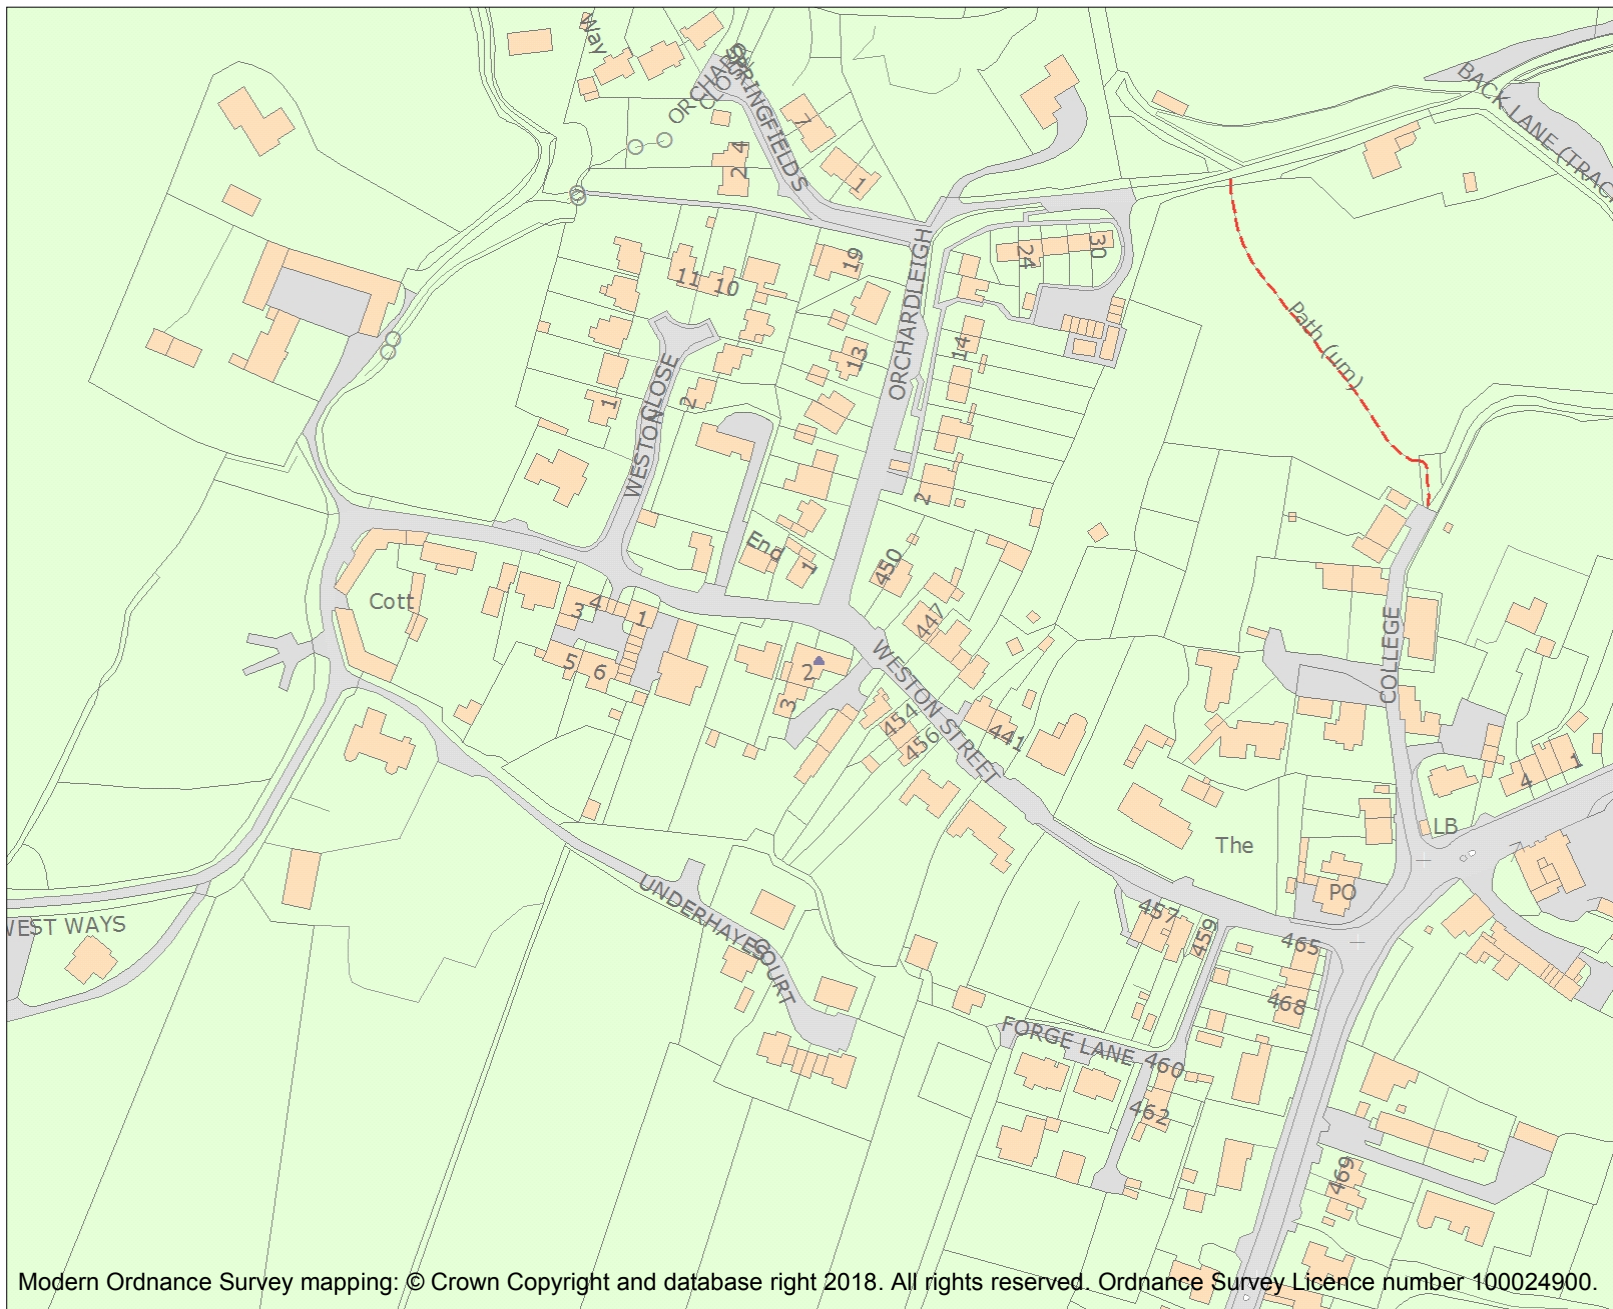 Way
ORCHARD
CLOSE
SPRINGFIELDS
BACK LANE (TRACK
7
4
2
1
19
24
30
11
10
ORCHARDLEIGH
Path (um)
14
13
WESTON
CLOSE
1
2
2
End
1
450
Cott
3
4
1
447
5
6
2
3
WESTON STREET
454
456
441
COLLEGE
4
1
LB
The
PO
UNDERHAYES
COURT
WEST WAYS
457
459
465
468
FORGE LANE
460
462
469
Modern Ordnance Survey mapping: © Crown Copyright and database right 2018. All rights reserved. Ordnance Survey Licence number 100024900.